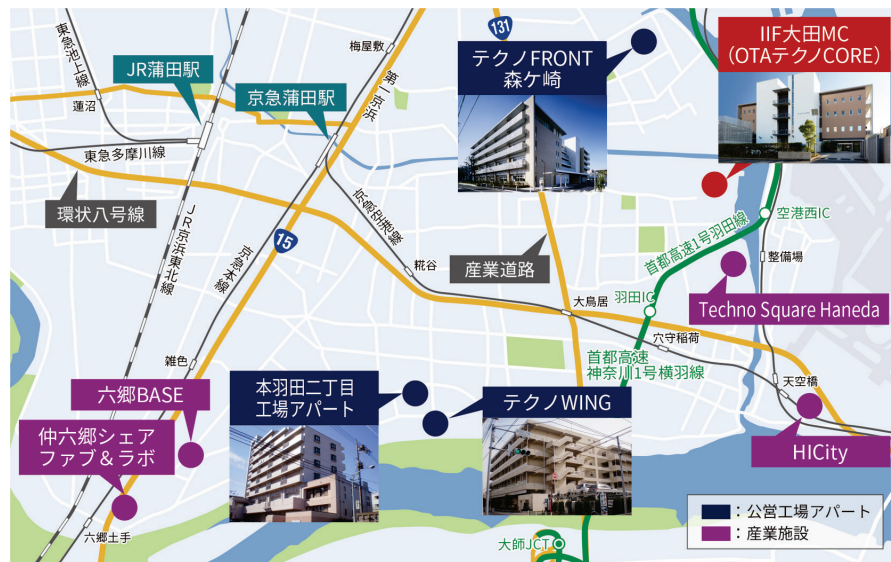 東急池上線
蓮沼
JR蒲田駅
京急蒲田駅
梅屋敷
第一京浜
131
テクノFRONT
森ケ崎
IIF大田MC
(OTAテクノCORE)
東急多摩川線
環状八号線
JR京浜東北線
京急本線
15
京急空港線
糀谷
産業道路
大鳥居
首都高速1号羽田線
空港西IC
整備場
羽田IC
Techno Square Haneda
穴守稲荷
首都高速
神奈川1号横羽線
天空橋
HICity
雑色
六郷BASE
仲六郷シェア
ファブ&ラボ
六郷土手
本羽田二丁目
工場アパート
テクノWING
大師JCT
:公営工場アパート
:産業施設